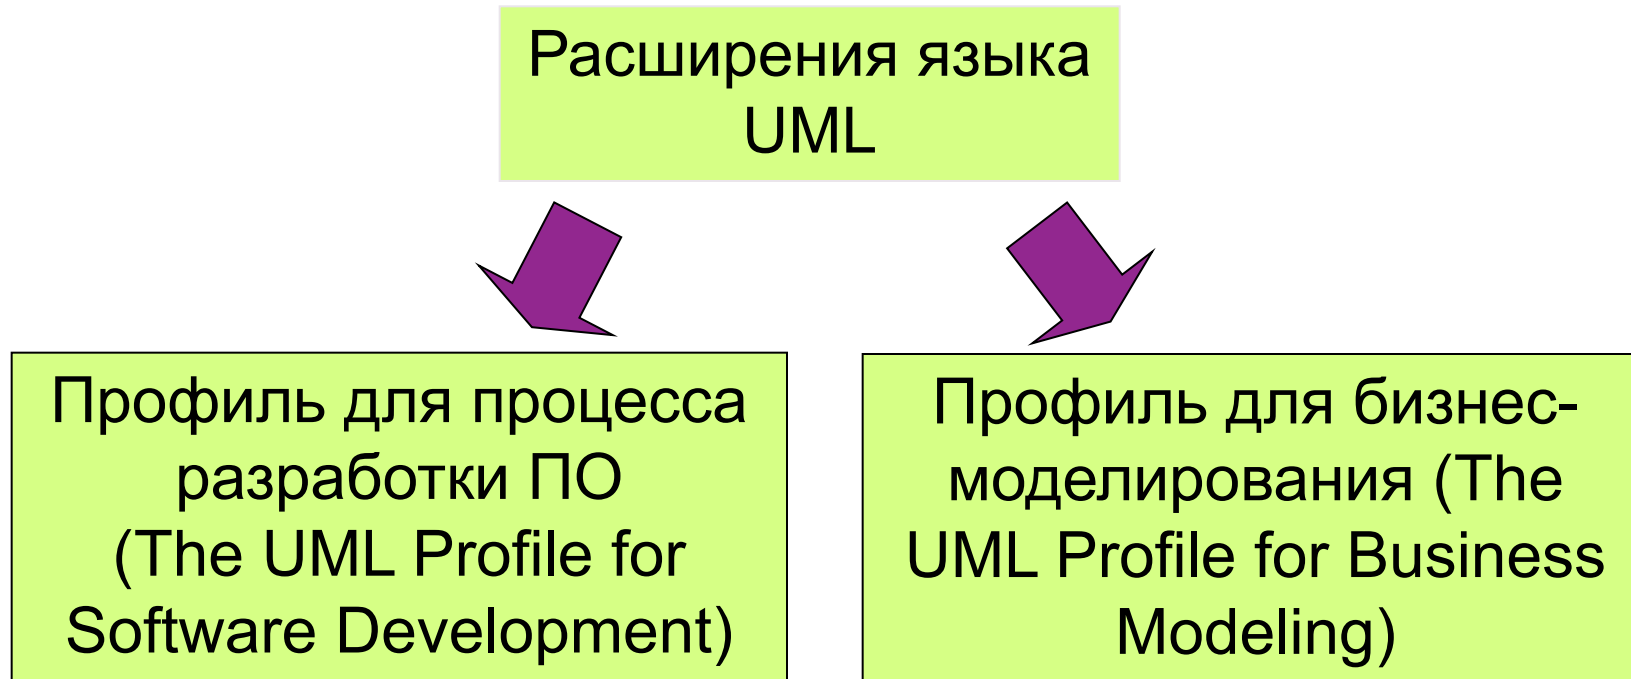 Расширения языка
UML
Профиль для процесса
разработки ПО
(The UML Profile for
Software Development)
Профиль для бизнес-
моделирования (The
UML Profile for Business
Modeling)